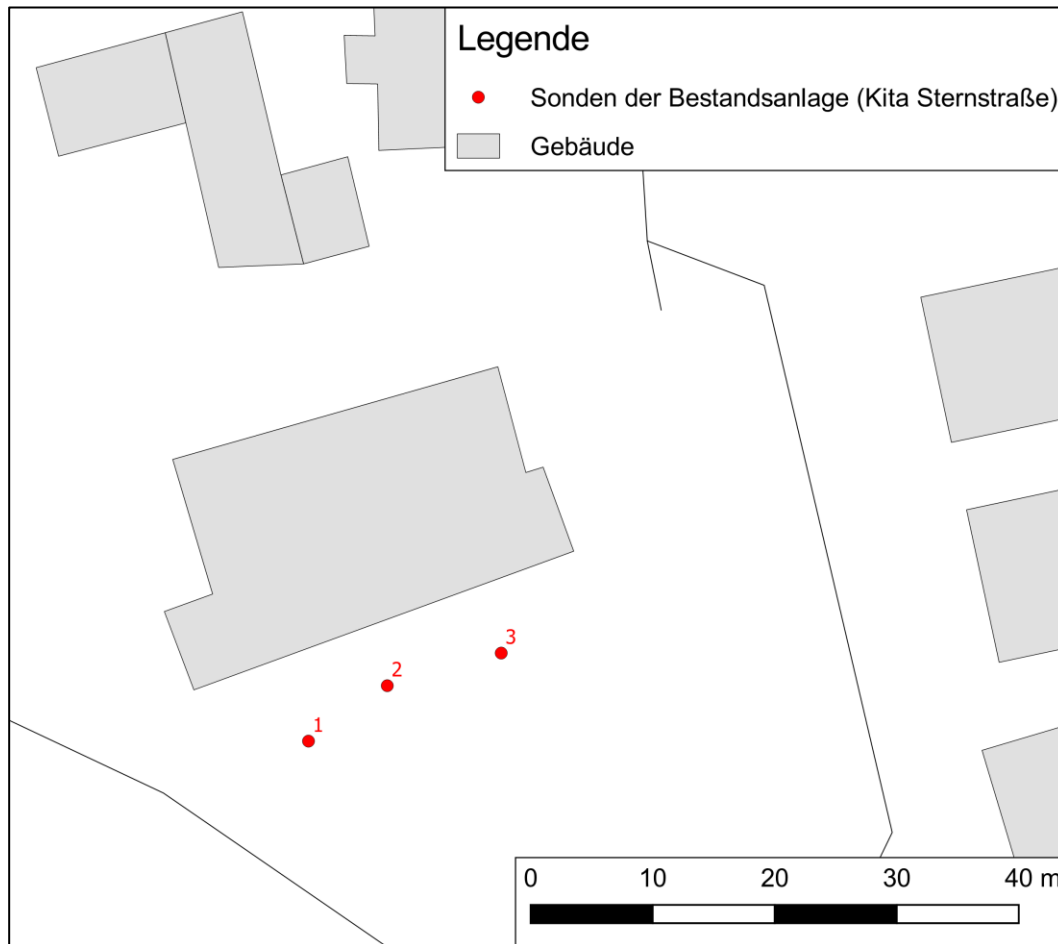 Legende
Sonden der Bestandsanlage (Kita Sternstraße)
Gebäude
3
2
1
0 10 20 30 40 m